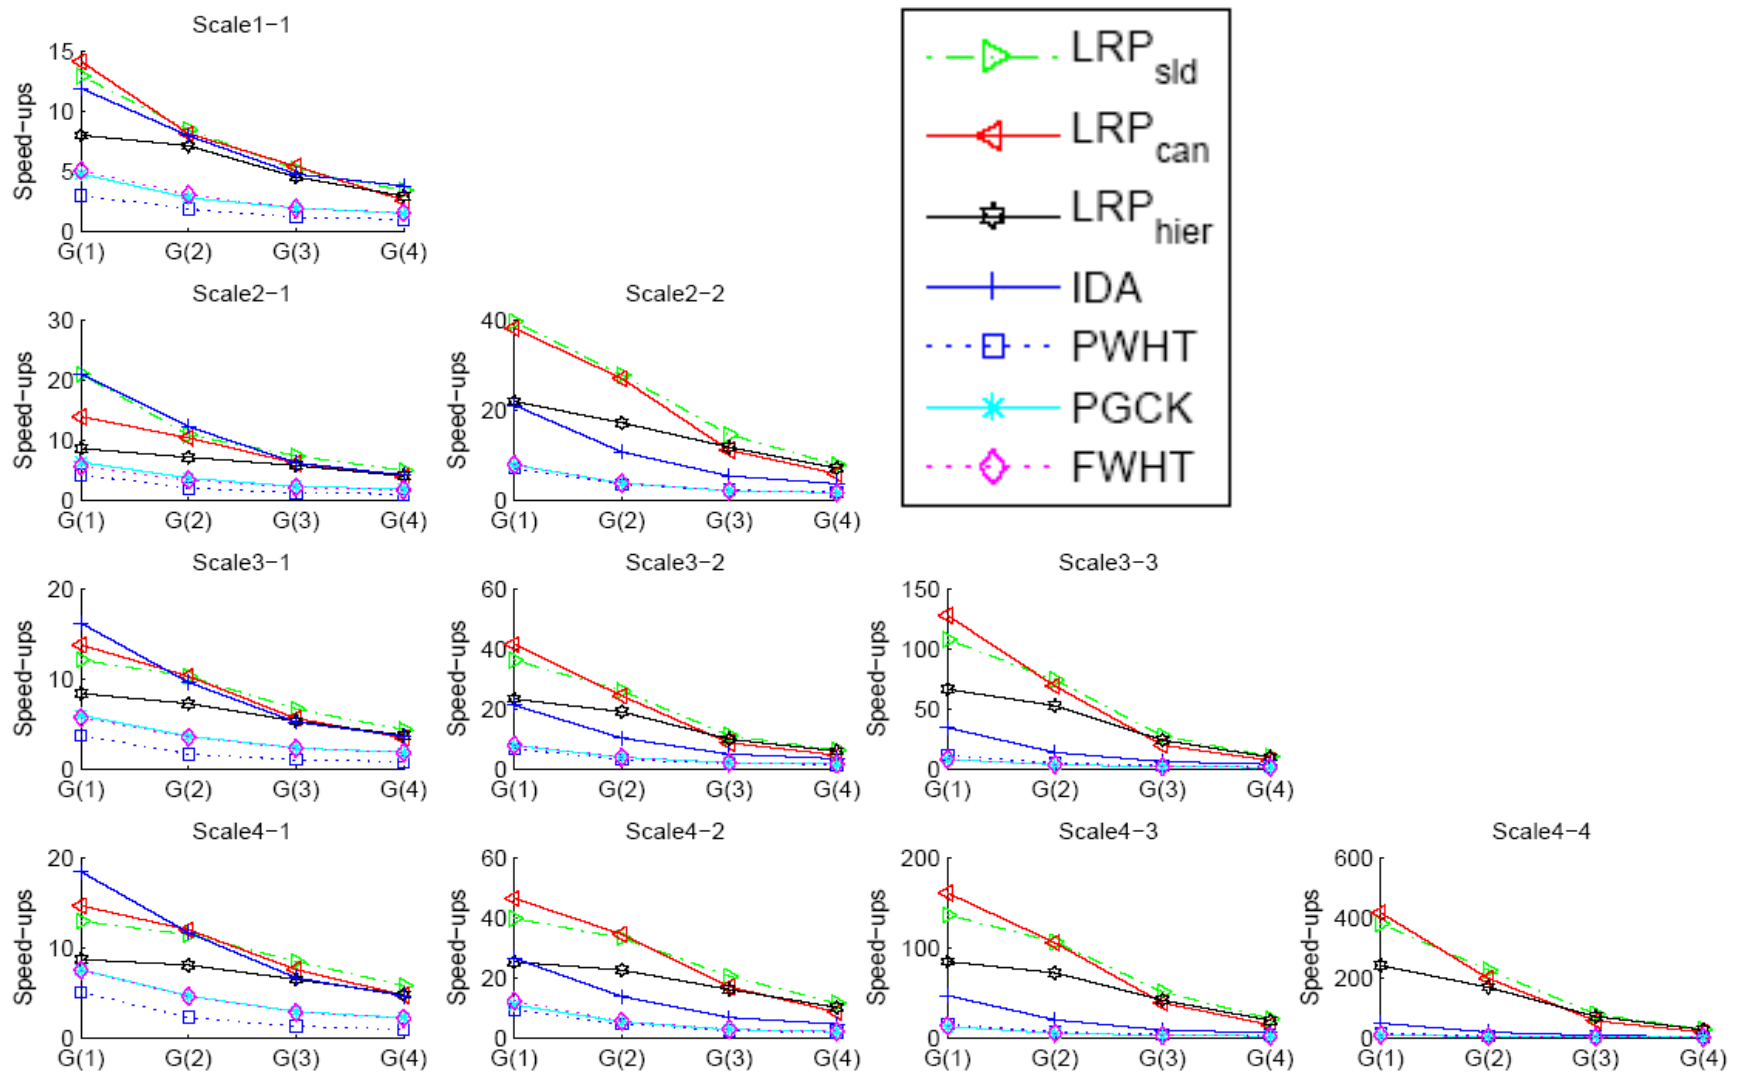 Scale1-1
Speed-ups
15
10
5
0
G(1) G(2) G(3) G(4)
LRP sld
LRP can
LRP hier
IDA
PWHT
PGCK
FWHT
Scale2-1
Speed-ups
30
20
10
0
G(1) G(2) G(3) G(4)
Scale2-2
Speed-ups
40
20
0
G(1) G(2) G(3) G(4)
Scale3-1
Speed-ups
20
10
0
G(1) G(2) G(3) G(4)
Scale3-2
Speed-ups
60
40
20
0
G(1) G(2) G(3) G(4)
Scale3-3
Speed-ups
150
100
50
0
G(1) G(2) G(3) G(4)
Scale4-1
Speed-ups
20
10
0
G(1) G(2) G(3) G(4)
Scale4-2
Speed-ups
60
40
20
0
G(1) G(2) G(3) G(4)
Scale4-3
Speed-ups
200
100
0
G(1) G(2) G(3) G(4)
Scale4-4
Speed-ups
600
400
200
0
G(1) G(2) G(3) G(4)